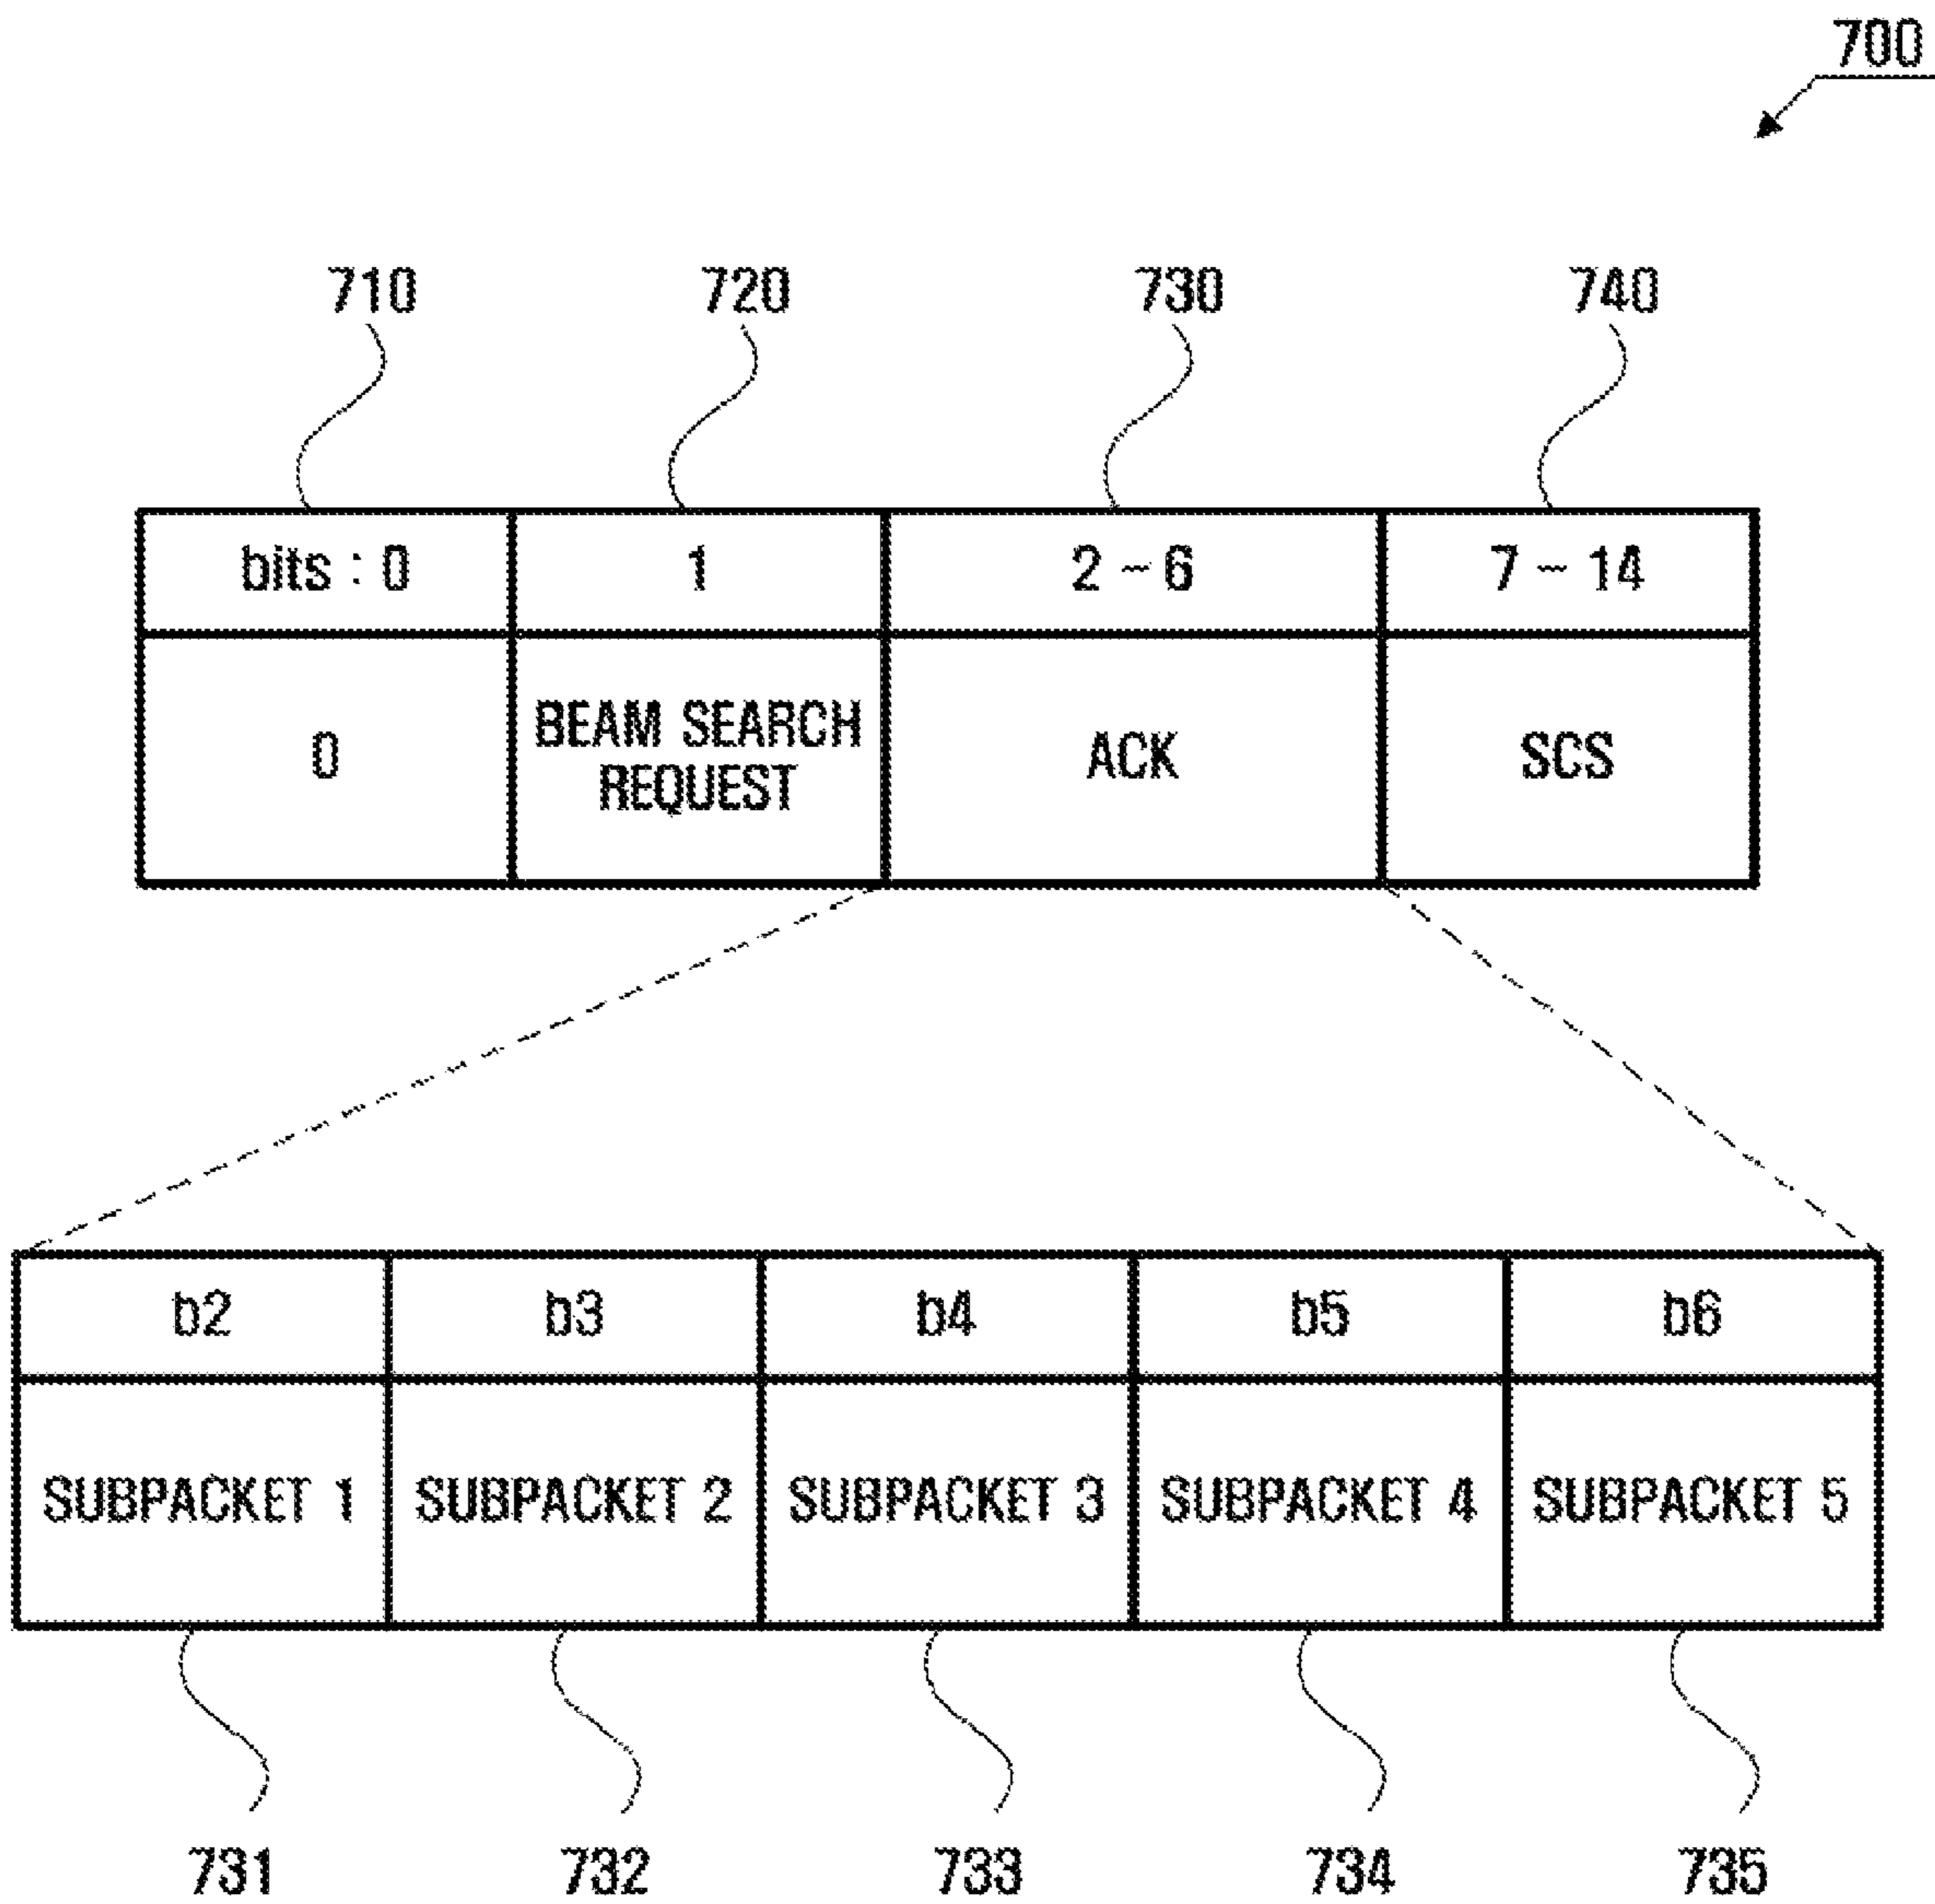 700
710 720 730 740
bits : 0 1 2 ~ 6 7 ~ 14
0 BEAM SEARCH REQUEST ACK SCS
b2 b3 b4 b5 b6
SUBPACKET 1 SUBPACKET 2 SUBPACKET 3 SUBPACKET 4 SUBPACKET 5
731 732 733 734 735